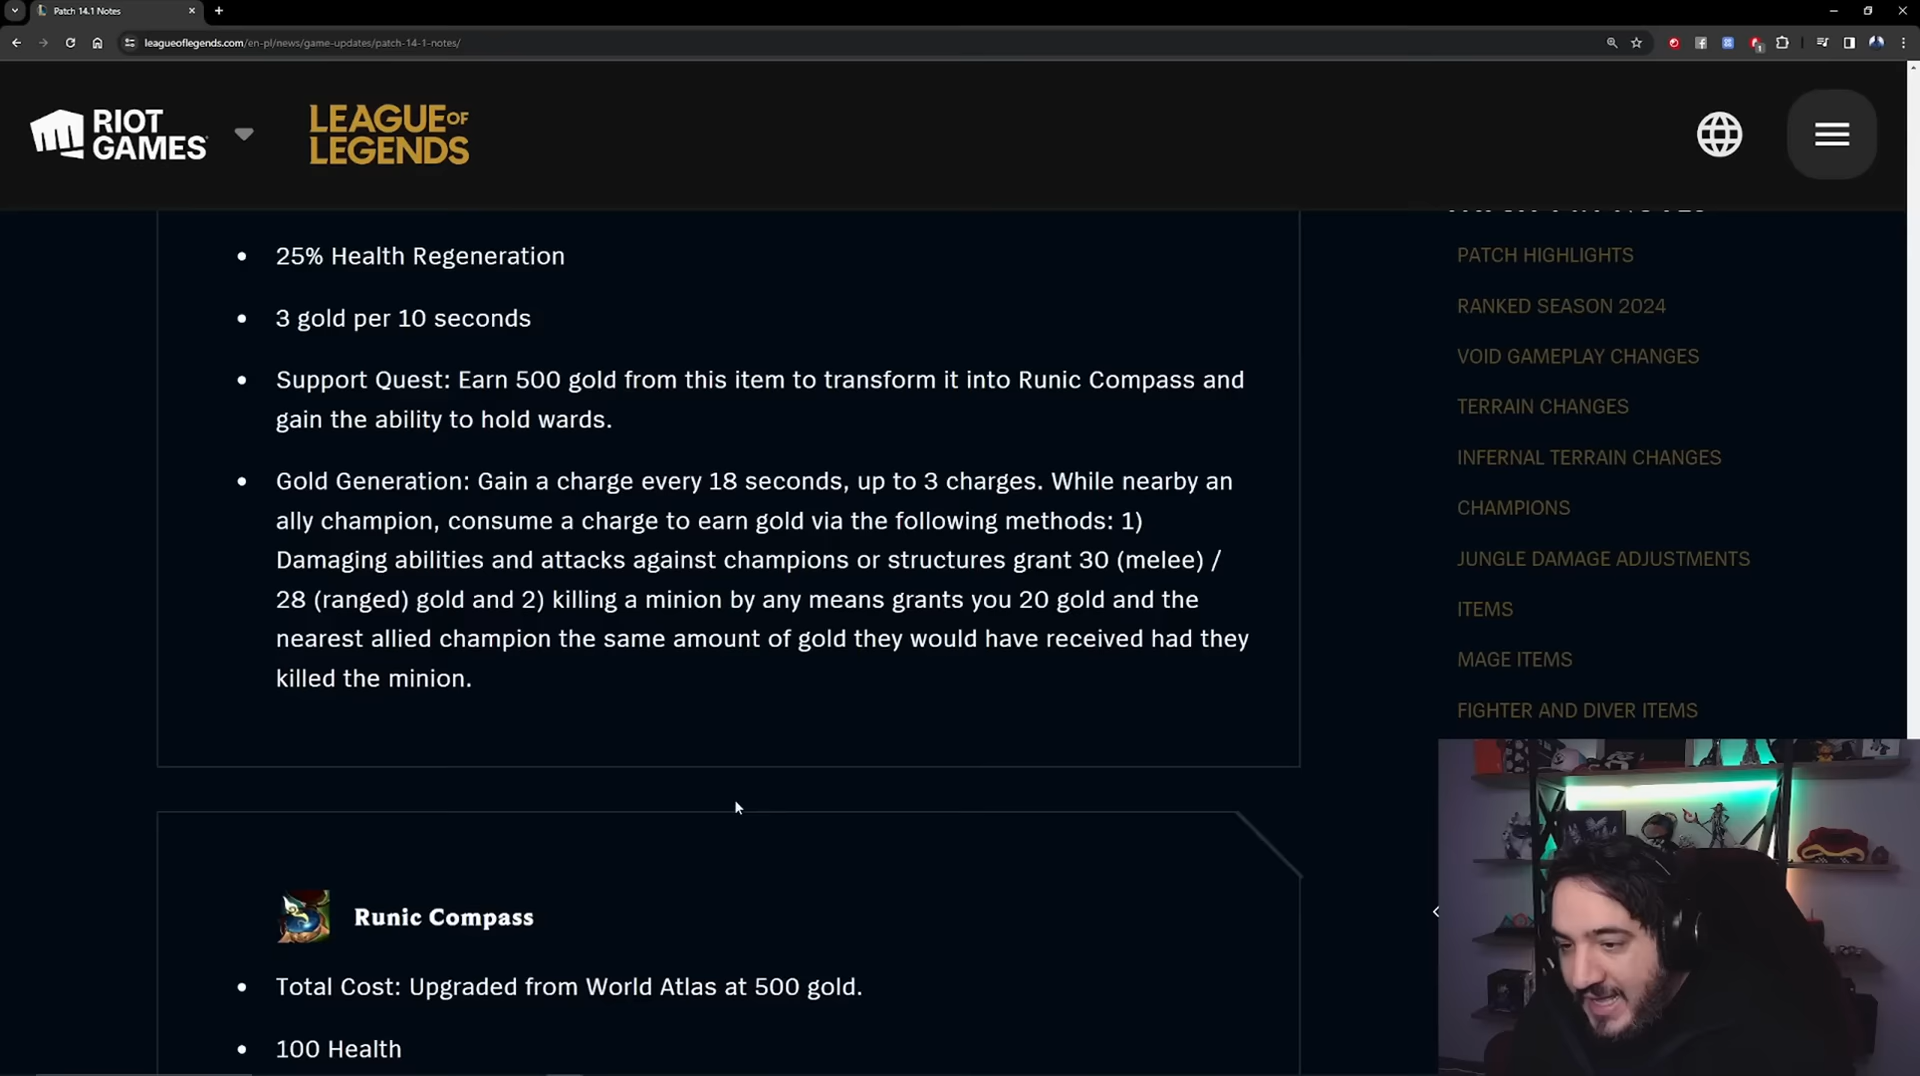 Patch 14.1 Notes
leagueoflegends.com/en-pl/news/game-updates/patch-14-1-notes/
RIOT
GAMES
LEAGUE OF
LEGENDS
25% Health Regeneration
3 gold per 10 seconds
Support Quest: Earn 500 gold from this item to transform it into Runic Compass and
gain the ability to hold wards.
Gold Generation: Gain a charge every 18 seconds, up to 3 charges. While nearby an
ally champion, consume a charge to earn gold via the following methods: 1)
Damaging abilities and attacks against champions or structures grant 30 (melee) /
28 (ranged) gold and 2) killing a minion by any means grants you 20 gold and the
nearest allied champion the same amount of gold they would have received had they
killed the minion.
Runic Compass
Total Cost: Upgraded from World Atlas at 500 gold.
100 Health
PATCH HIGHLIGHTS
RANKED SEASON 2024
VOID GAMEPLAY CHANGES
TERRAIN CHANGES
INFERNAL TERRAIN CHANGES
CHAMPIONS
JUNGLE DAMAGE ADJUSTMENTS
ITEMS
MAGE ITEMS
FIGHTER AND DIVER ITEMS